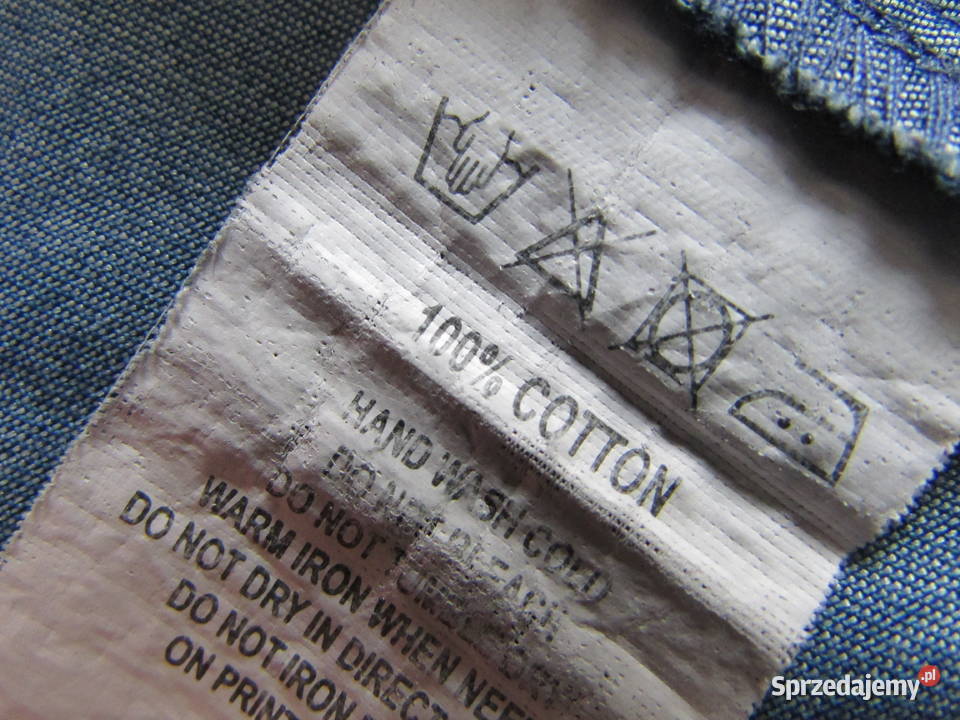 100% COTTON
HAND WASH COLD
DO NOT BLEACH
DO NOT TUMBLE DRY
WARM IRON WHEN
DO NOT DRY IN DIRECT
DO NOT IRON
ON PRINT
Sprzedajemy.pl